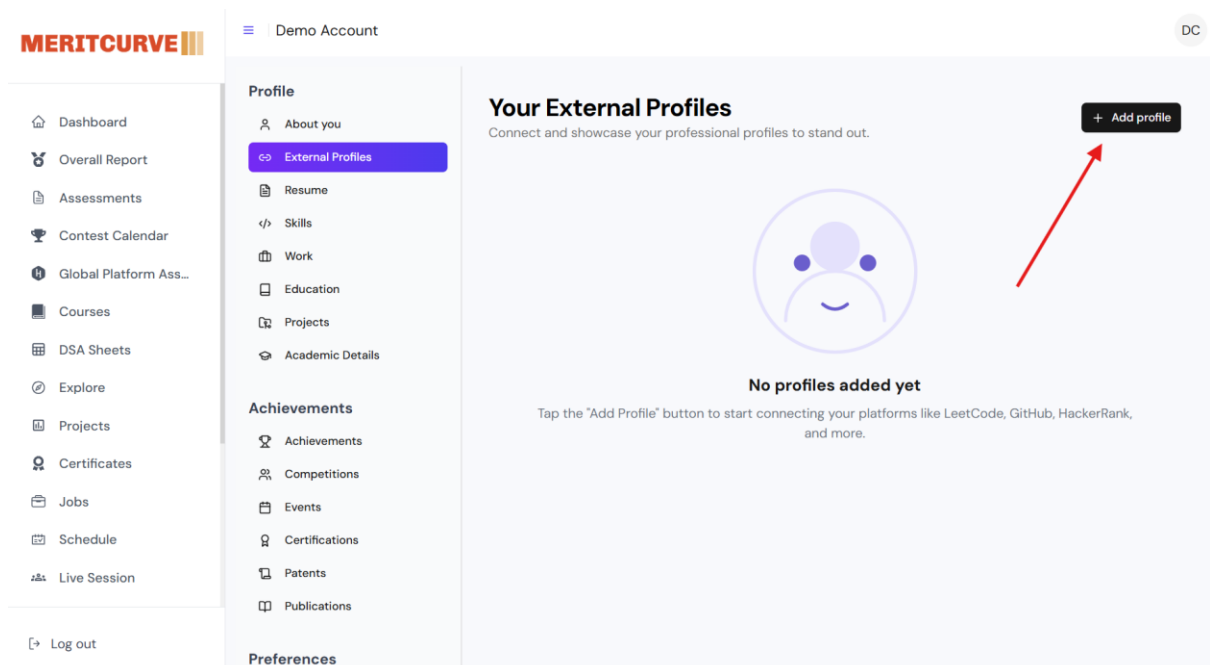 MERITCURVE
Demo Account
DC
Dashboard
Overall Report
Assessments
Contest Calendar
Global Platform Ass...
Courses
DSA Sheets
Explore
Projects
Certificates
Jobs
Schedule
Live Session
Log out
Profile
About you
External Profiles
Resume
Skills
Work
Education
Projects
Academic Details
Achievements
Achievements
Competitions
Events
Certifications
Patents
Publications
Preferences
Your External Profiles
Connect and showcase your professional profiles to stand out.
+ Add profile
No profiles added yet
Tap the "Add Profile" button to start connecting your platforms like LeetCode, GitHub, HackerRank,
and more.